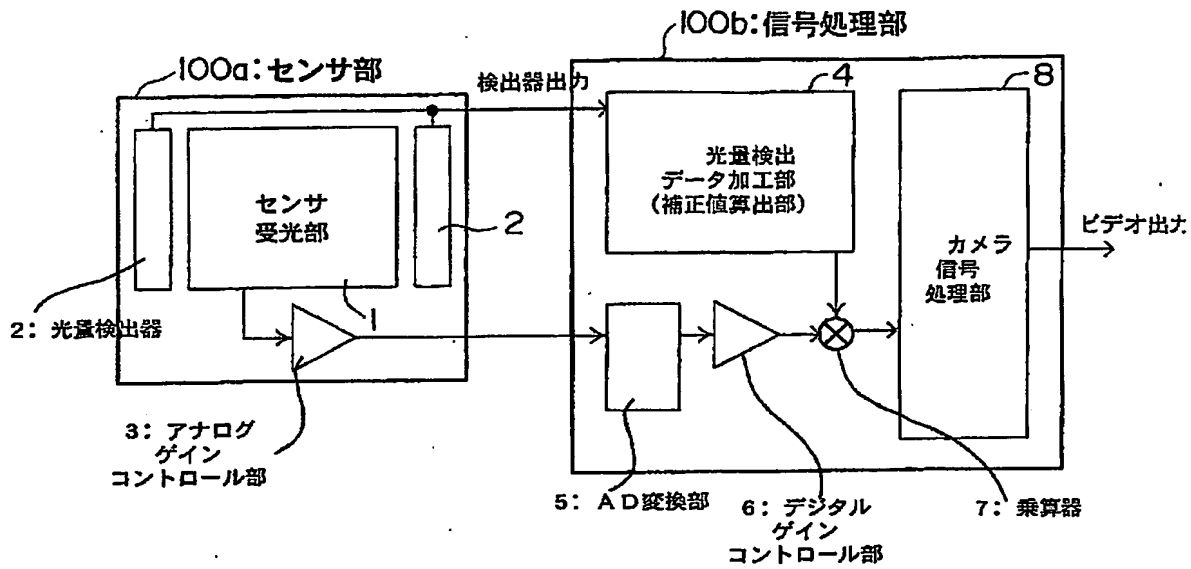 100b:信号処理部
100a:センサ部
検出器出力
4
8
光量検出
データ加工部
(補正値算出部)
センサ
受光部
2
ビデオ出力
カメラ
信号
処理部
1
2: 光量検出器
3: アナログ
ゲイン
コントロール部
5: AD変換部
6: デジタル
ゲイン
コントロール部
7: 乗算器